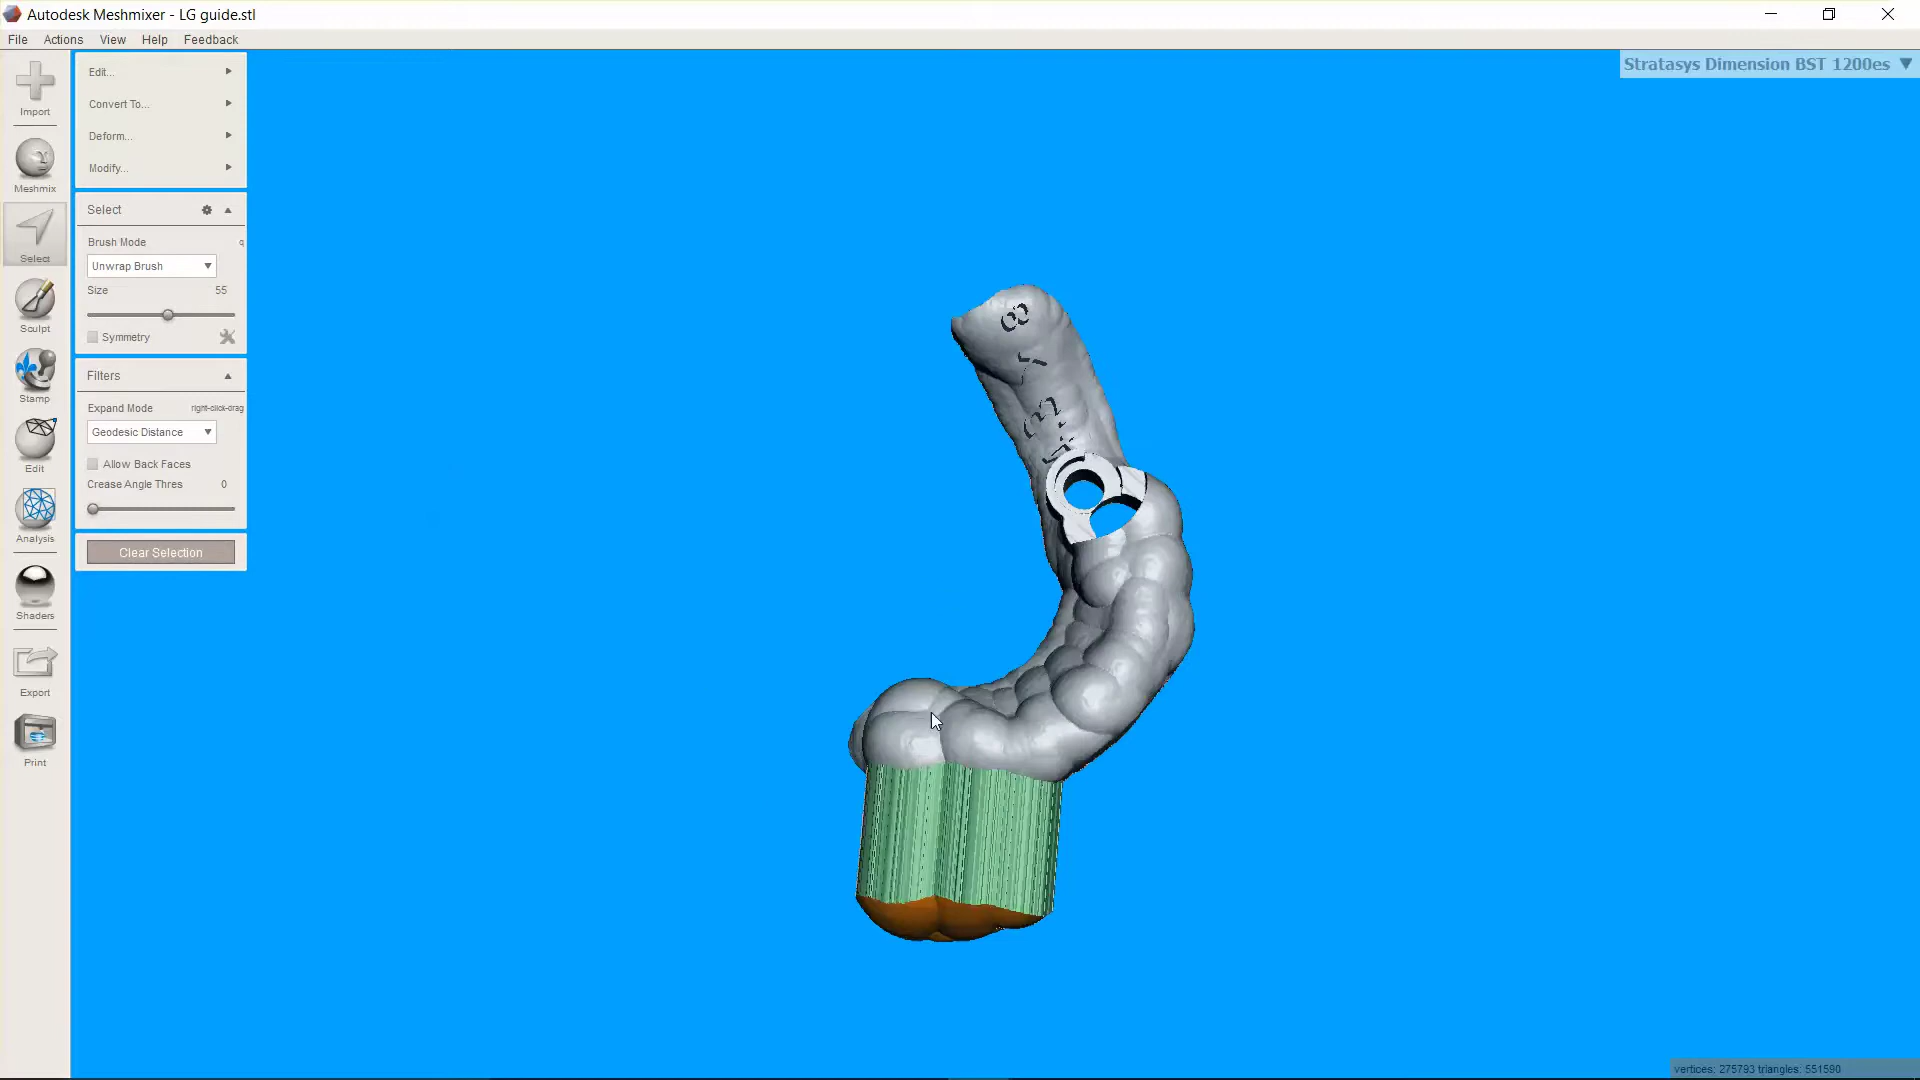 Autodesk Meshmixer - LG guide.stl
File Actions View Help Feedback
Stratasys Dimension BST 1200es
Import
Meshmix
Select
Sculpt
Stamp
Edit
Analysis
Shaders
Export
Print
Edit...
Convert To...
Deform...
Modify...
Select
Brush Mode q
Unwrap Brush
Size 55
Symmetry
Filters
Expand Mode right-click-drag
Geodesic Distance
Allow Back Faces
Crease Angle Thres 0
Clear Selection
vertices: 275793 triangles: 551590